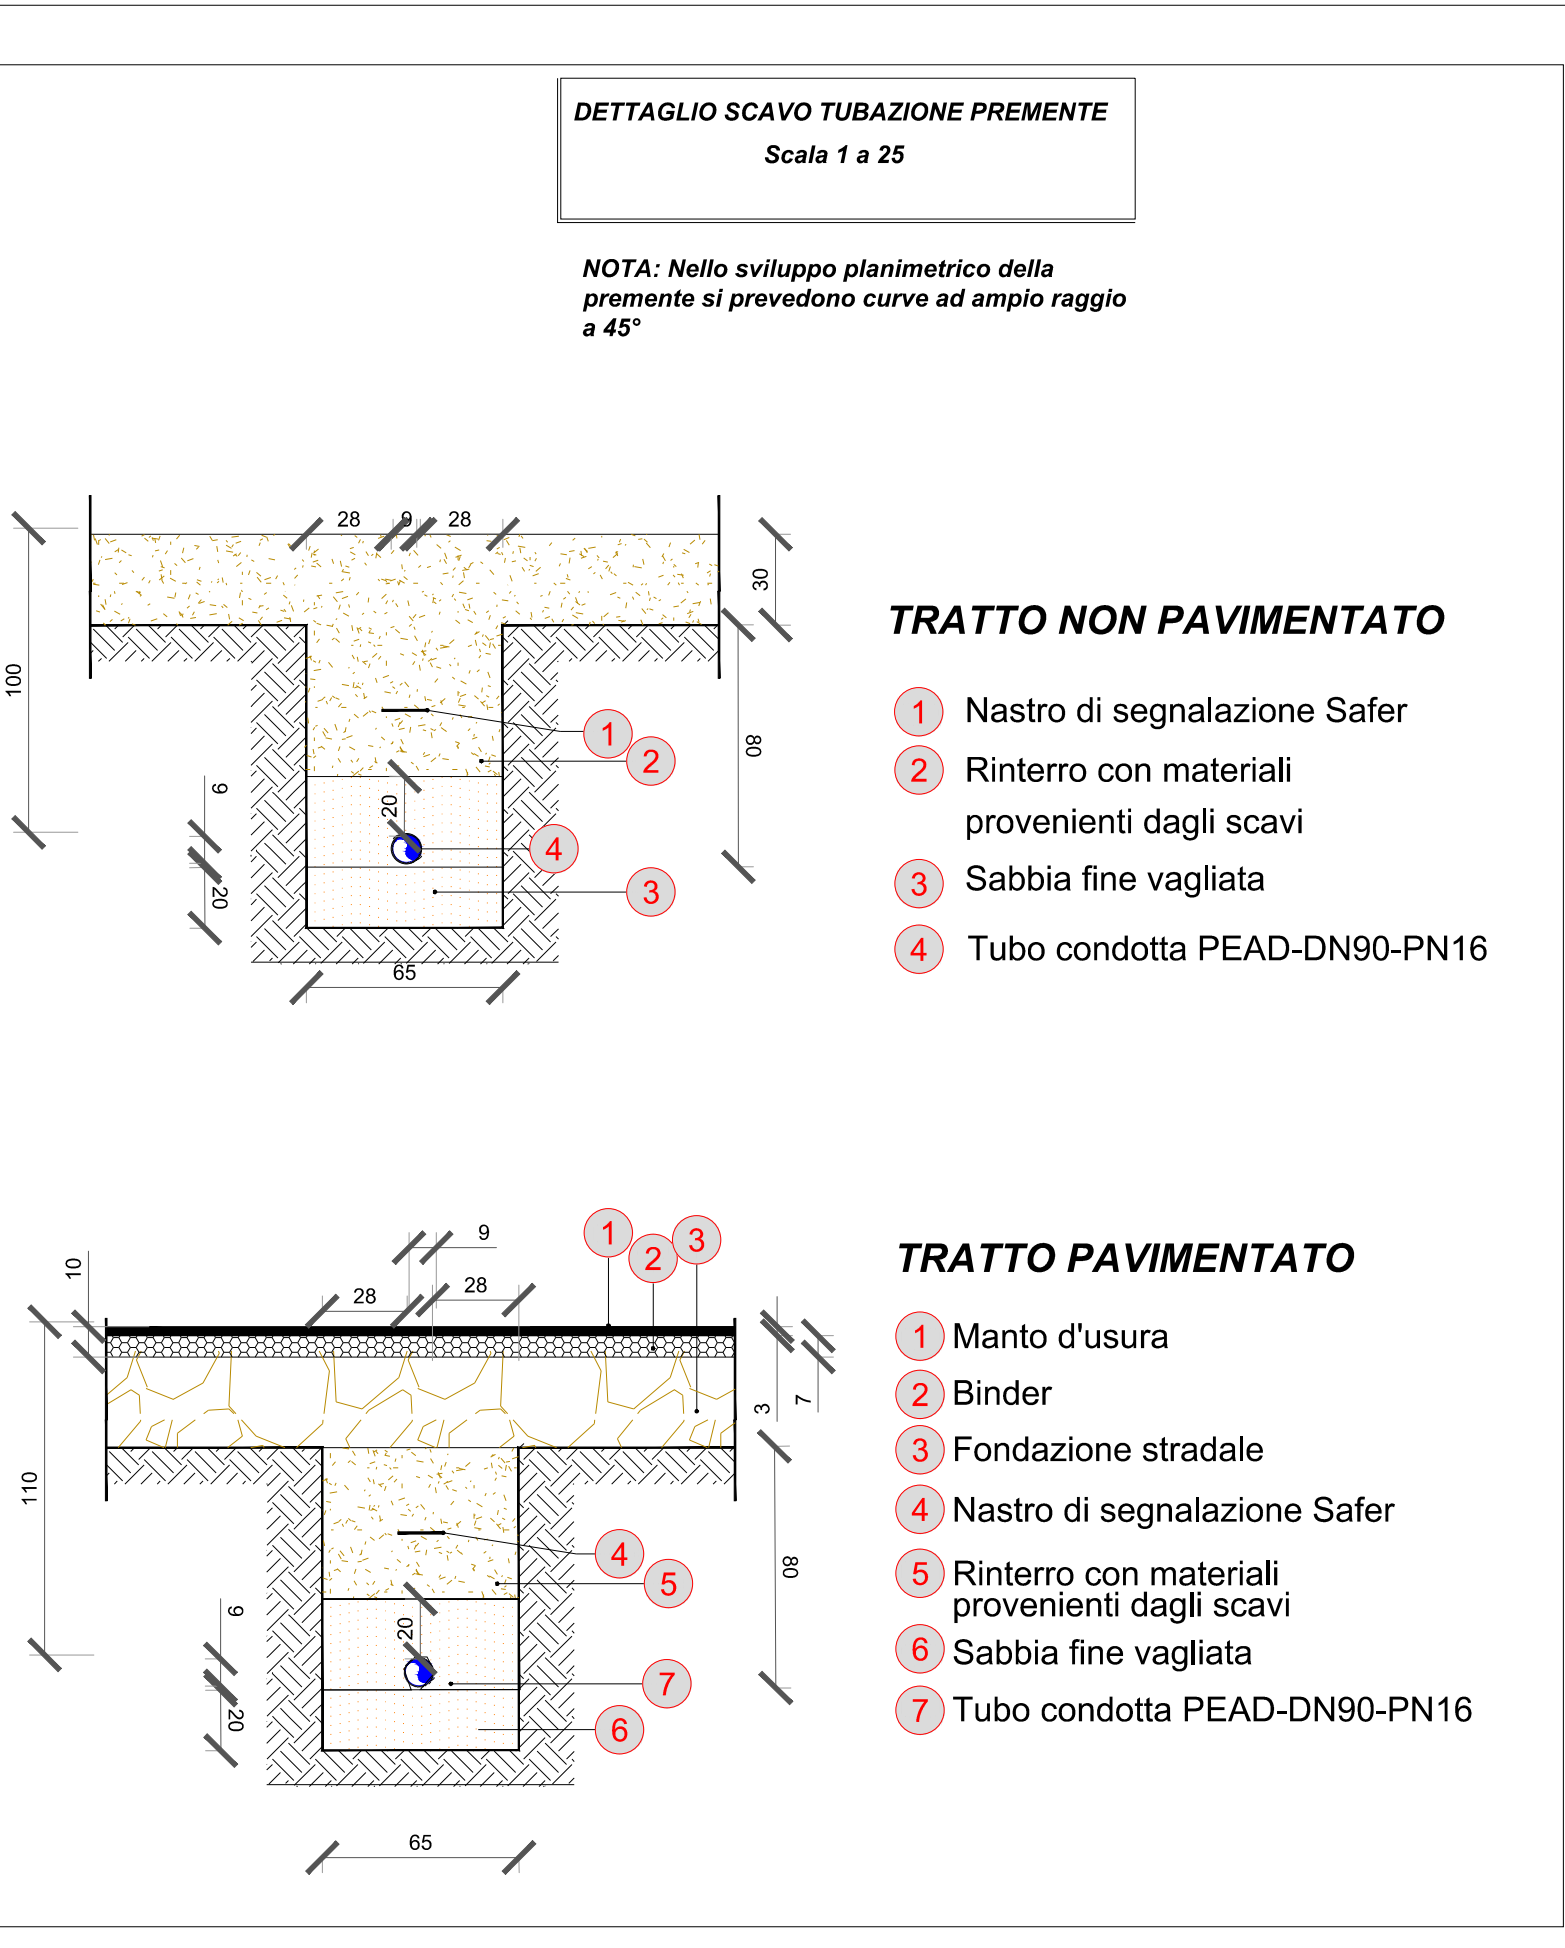 DETTAGLIO SCAVO TUBAZIONE PREMENTE
Scala 1 a 25
NOTA: Nello sviluppo planimetrico della
premente si prevedono curve ad ampio raggio
a 45°
28 9 28
30
100
80
1
2
9
20
4
20
3
65
TRATTO NON PAVIMENTATO
1 Nastro di segnalazione Safer
2 Rinterro con materiali
provenienti dagli scavi
3 Sabbia fine vagliata
4 Tubo condotta PEAD-DN90-PN16
9
1 2 3
10
28 28
3
7
110
80
4
5
9
20
7
20
6
65
TRATTO PAVIMENTATO
1 Manto d'usura
2 Binder
3 Fondazione stradale
4 Nastro di segnalazione Safer
5 Rinterro con materiali
provenienti dagli scavi
6 Sabbia fine vagliata
7 Tubo condotta PEAD-DN90-PN16